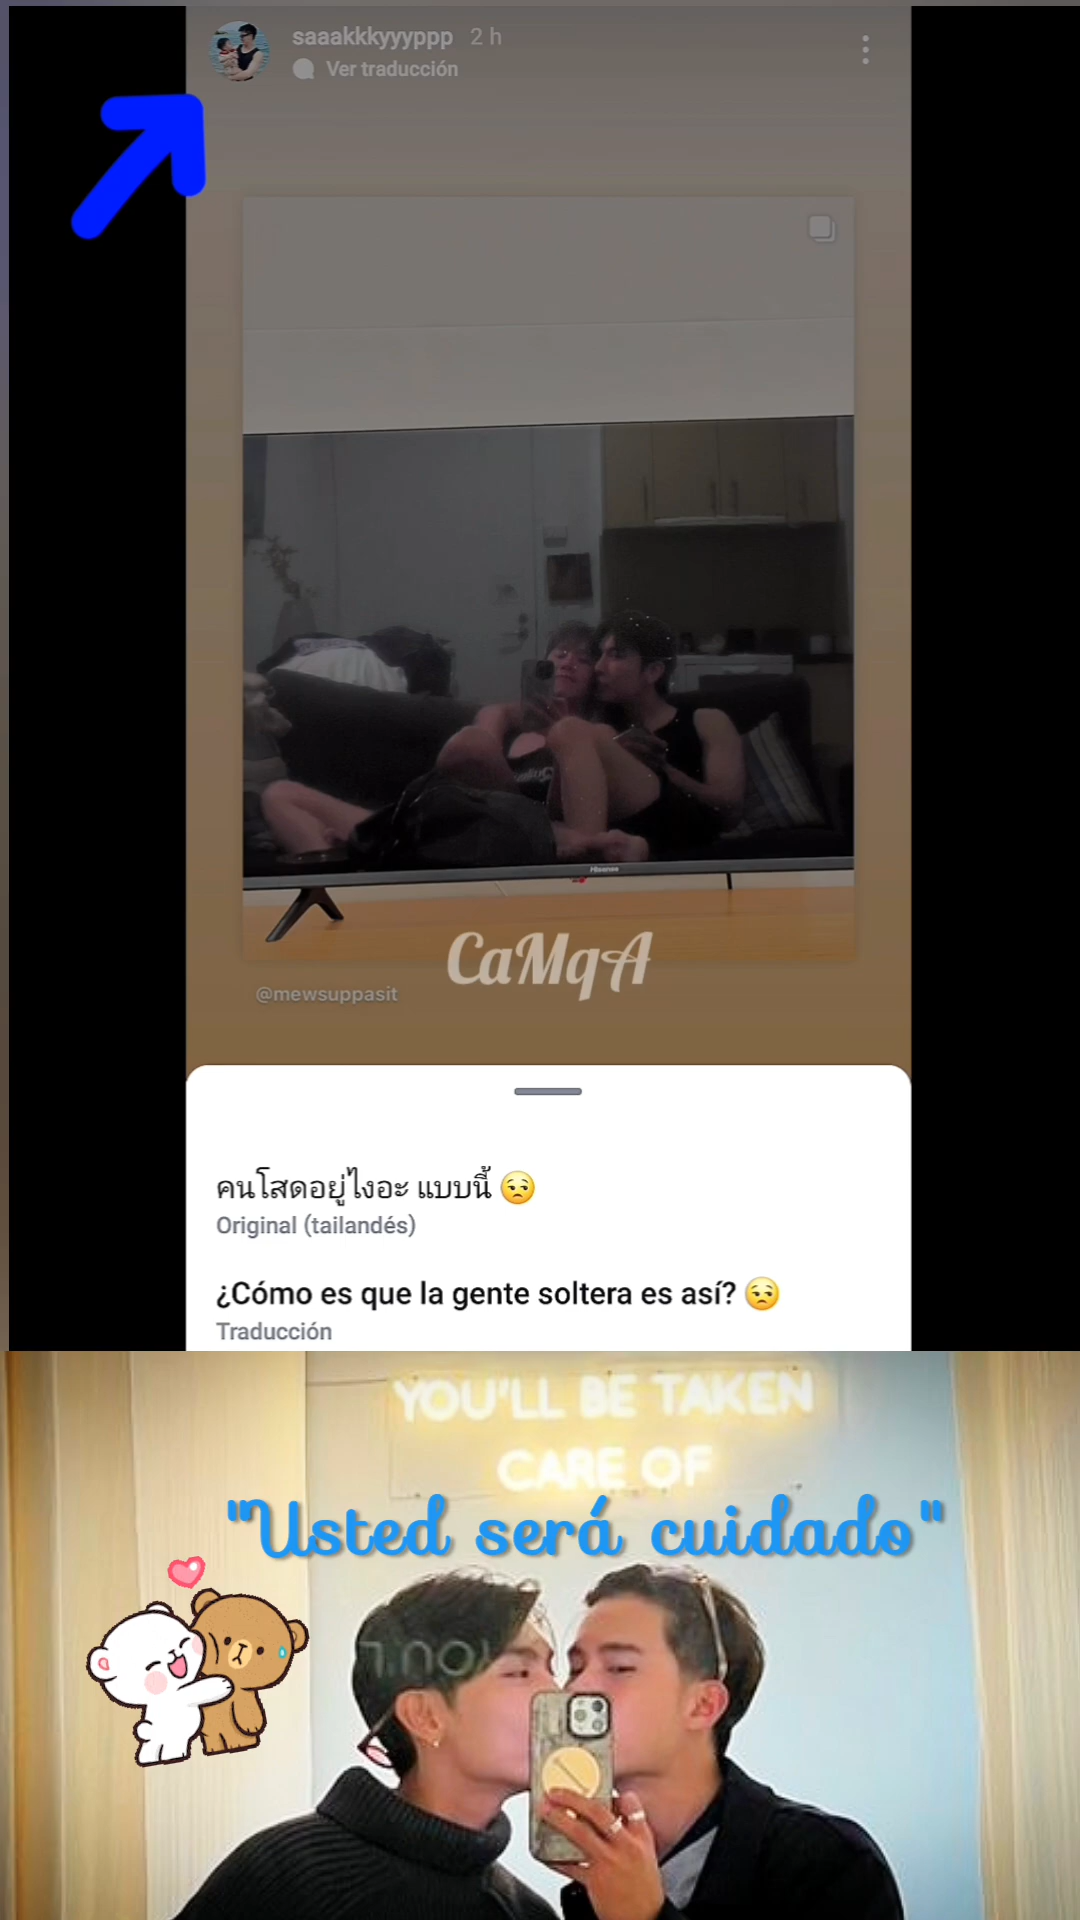 saaakkkyyyppp 2 h
Ver traducción
Hisense
CaMqA
@mewsuppasit
คนโสดอยู่ไงอะ แบบนี้ 😒
Original (tailandés)
¿Cómo es que la gente soltera es así? 😒
Traducción
YOU'LL BE TAKEN
CARE OF
"Usted será cuidado"